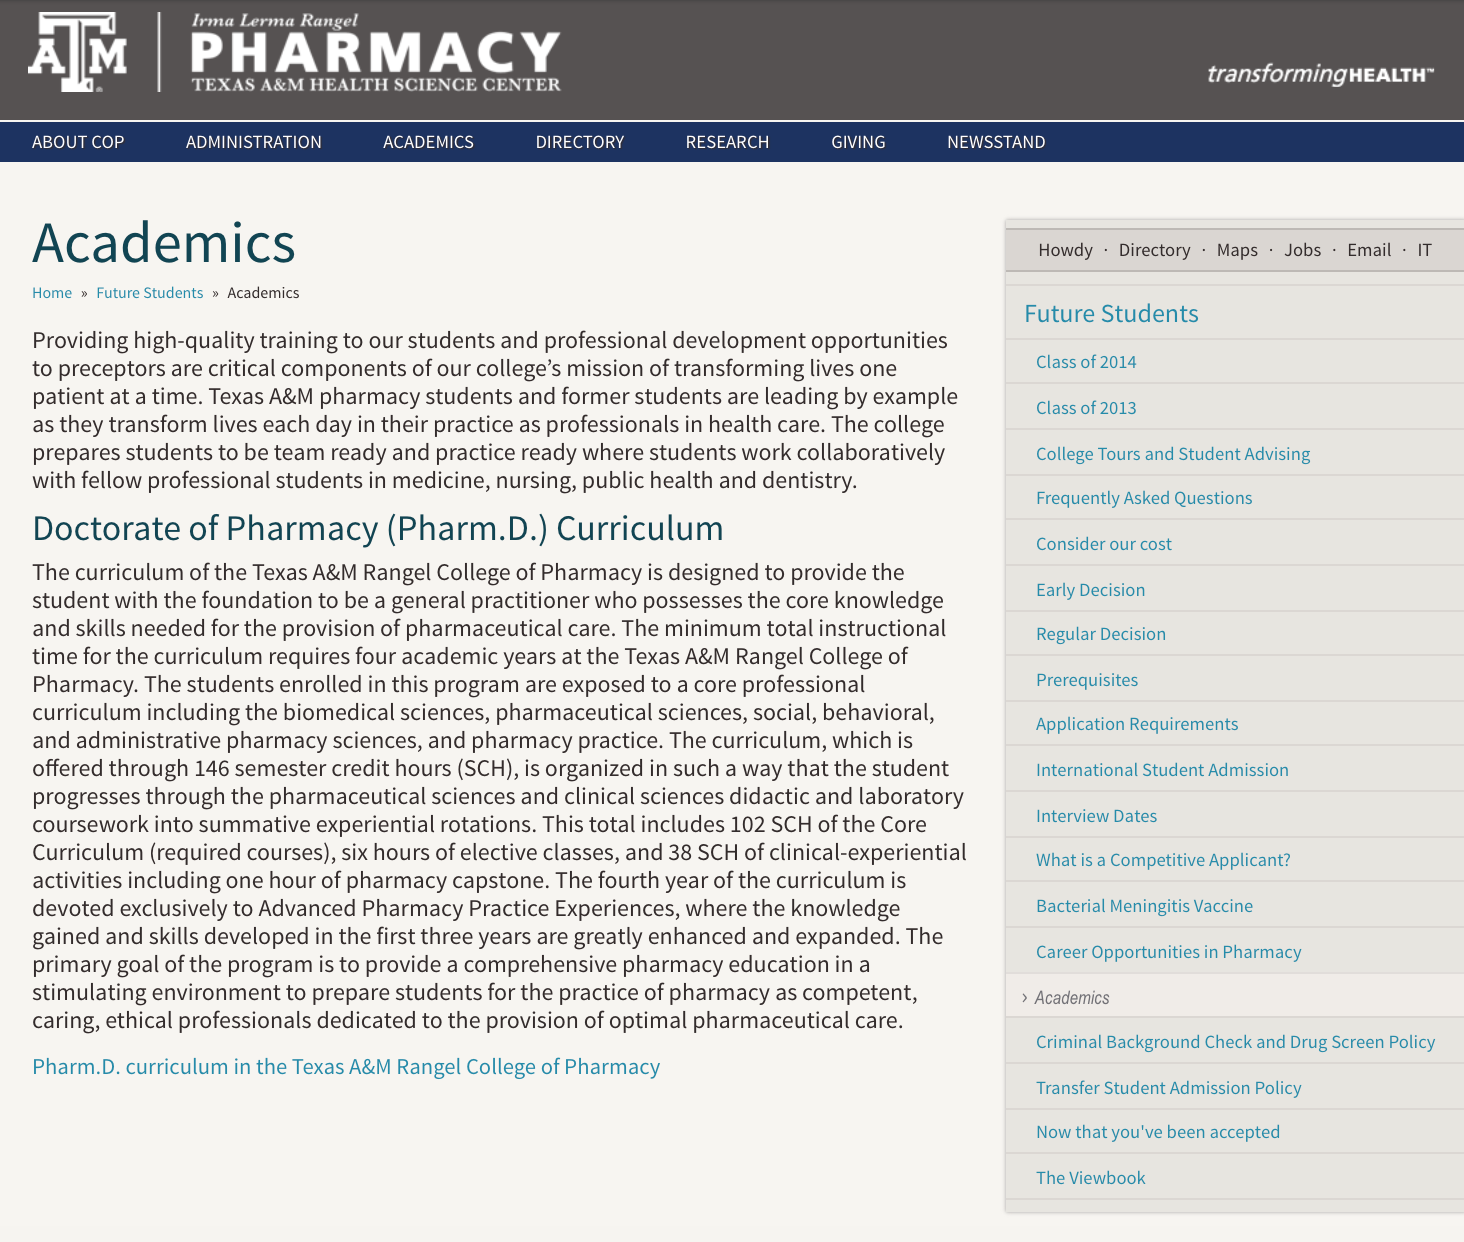 ATM
Irma Lerma Rangel
PHARMACY
TEXAS A&M HEALTH SCIENCE CENTER
transformingHEALTH™
ABOUT COP ADMINISTRATION ACADEMICS DIRECTORY RESEARCH GIVING NEWSSTAND
Academics
Home » Future Students » Academics
Providing high-quality training to our students and professional development opportunities
to preceptors are critical components of our college’s mission of transforming lives one
patient at a time. Texas A&M pharmacy students and former students are leading by example
as they transform lives each day in their practice as professionals in health care. The college
prepares students to be team ready and practice ready where students work collaboratively
with fellow professional students in medicine, nursing, public health and dentistry.
Doctorate of Pharmacy (Pharm.D.) Curriculum
The curriculum of the Texas A&M Rangel College of Pharmacy is designed to provide the
student with the foundation to be a general practitioner who possesses the core knowledge
and skills needed for the provision of pharmaceutical care. The minimum total instructional
time for the curriculum requires four academic years at the Texas A&M Rangel College of
Pharmacy. The students enrolled in this program are exposed to a core professional
curriculum including the biomedical sciences, pharmaceutical sciences, social, behavioral,
and administrative pharmacy sciences, and pharmacy practice. The curriculum, which is
offered through 146 semester credit hours (SCH), is organized in such a way that the student
progresses through the pharmaceutical sciences and clinical sciences didactic and laboratory
coursework into summative experiential rotations. This total includes 102 SCH of the Core
Curriculum (required courses), six hours of elective classes, and 38 SCH of clinical-experiential
activities including one hour of pharmacy capstone. The fourth year of the curriculum is
devoted exclusively to Advanced Pharmacy Practice Experiences, where the knowledge
gained and skills developed in the first three years are greatly enhanced and expanded. The
primary goal of the program is to provide a comprehensive pharmacy education in a
stimulating environment to prepare students for the practice of pharmacy as competent,
caring, ethical professionals dedicated to the provision of optimal pharmaceutical care.
Pharm.D. curriculum in the Texas A&M Rangel College of Pharmacy
Howdy · Directory · Maps · Jobs · Email · IT
Future Students
Class of 2014
Class of 2013
College Tours and Student Advising
Frequently Asked Questions
Consider our cost
Early Decision
Regular Decision
Prerequisites
Application Requirements
International Student Admission
Interview Dates
What is a Competitive Applicant?
Bacterial Meningitis Vaccine
Career Opportunities in Pharmacy
› Academics
Criminal Background Check and Drug Screen Policy
Transfer Student Admission Policy
Now that you've been accepted
The Viewbook